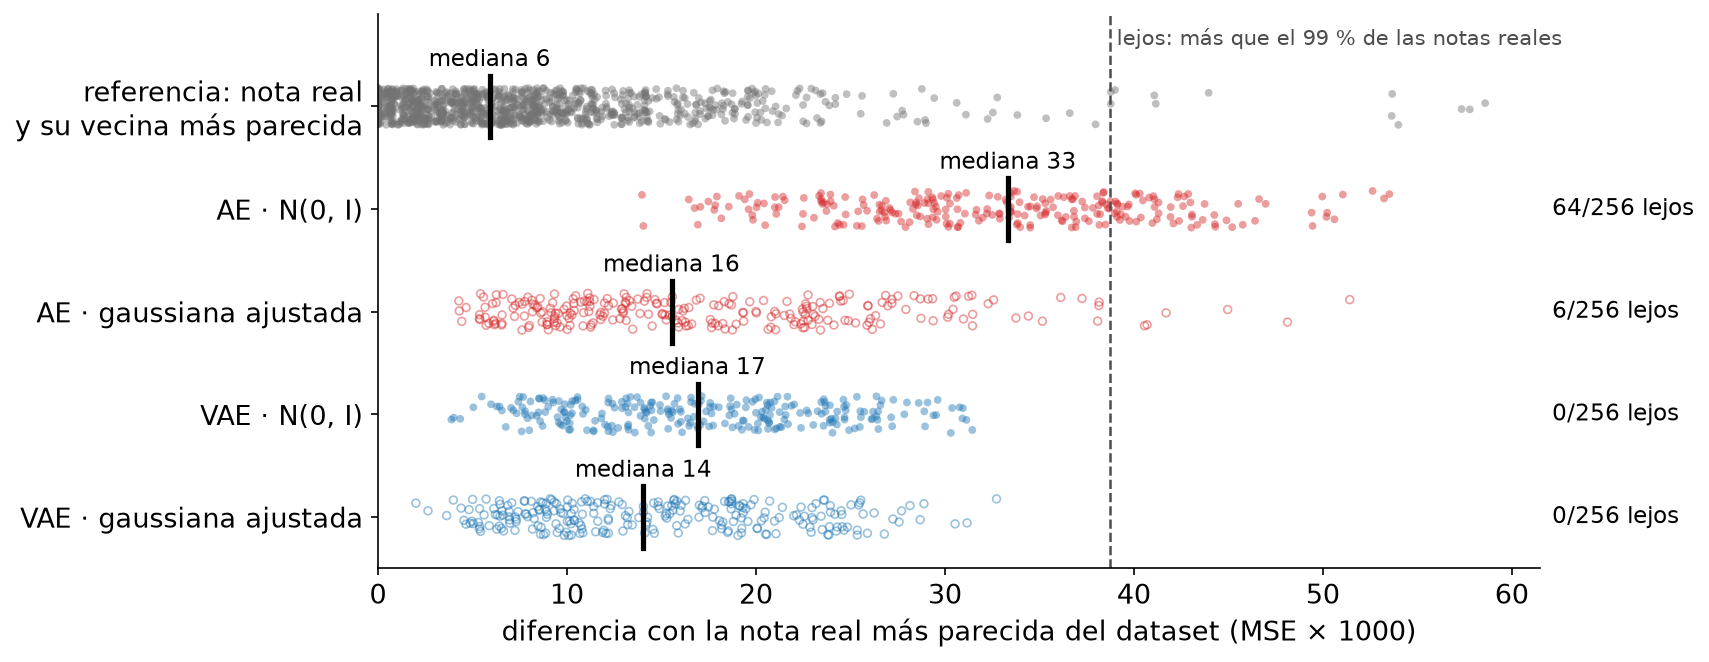 lejos: más que el 99 % de las notas reales
mediana 6
referencia: nota real
y su vecina más parecida
mediana 33
AE · N(0, I)
64/256 lejos
mediana 16
AE · gaussiana ajustada
6/256 lejos
mediana 17
VAE · N(0, I)
0/256 lejos
mediana 14
VAE · gaussiana ajustada
0/256 lejos
0 10 20 30 40 50 60
diferencia con la nota real más parecida del dataset (MSE × 1000)